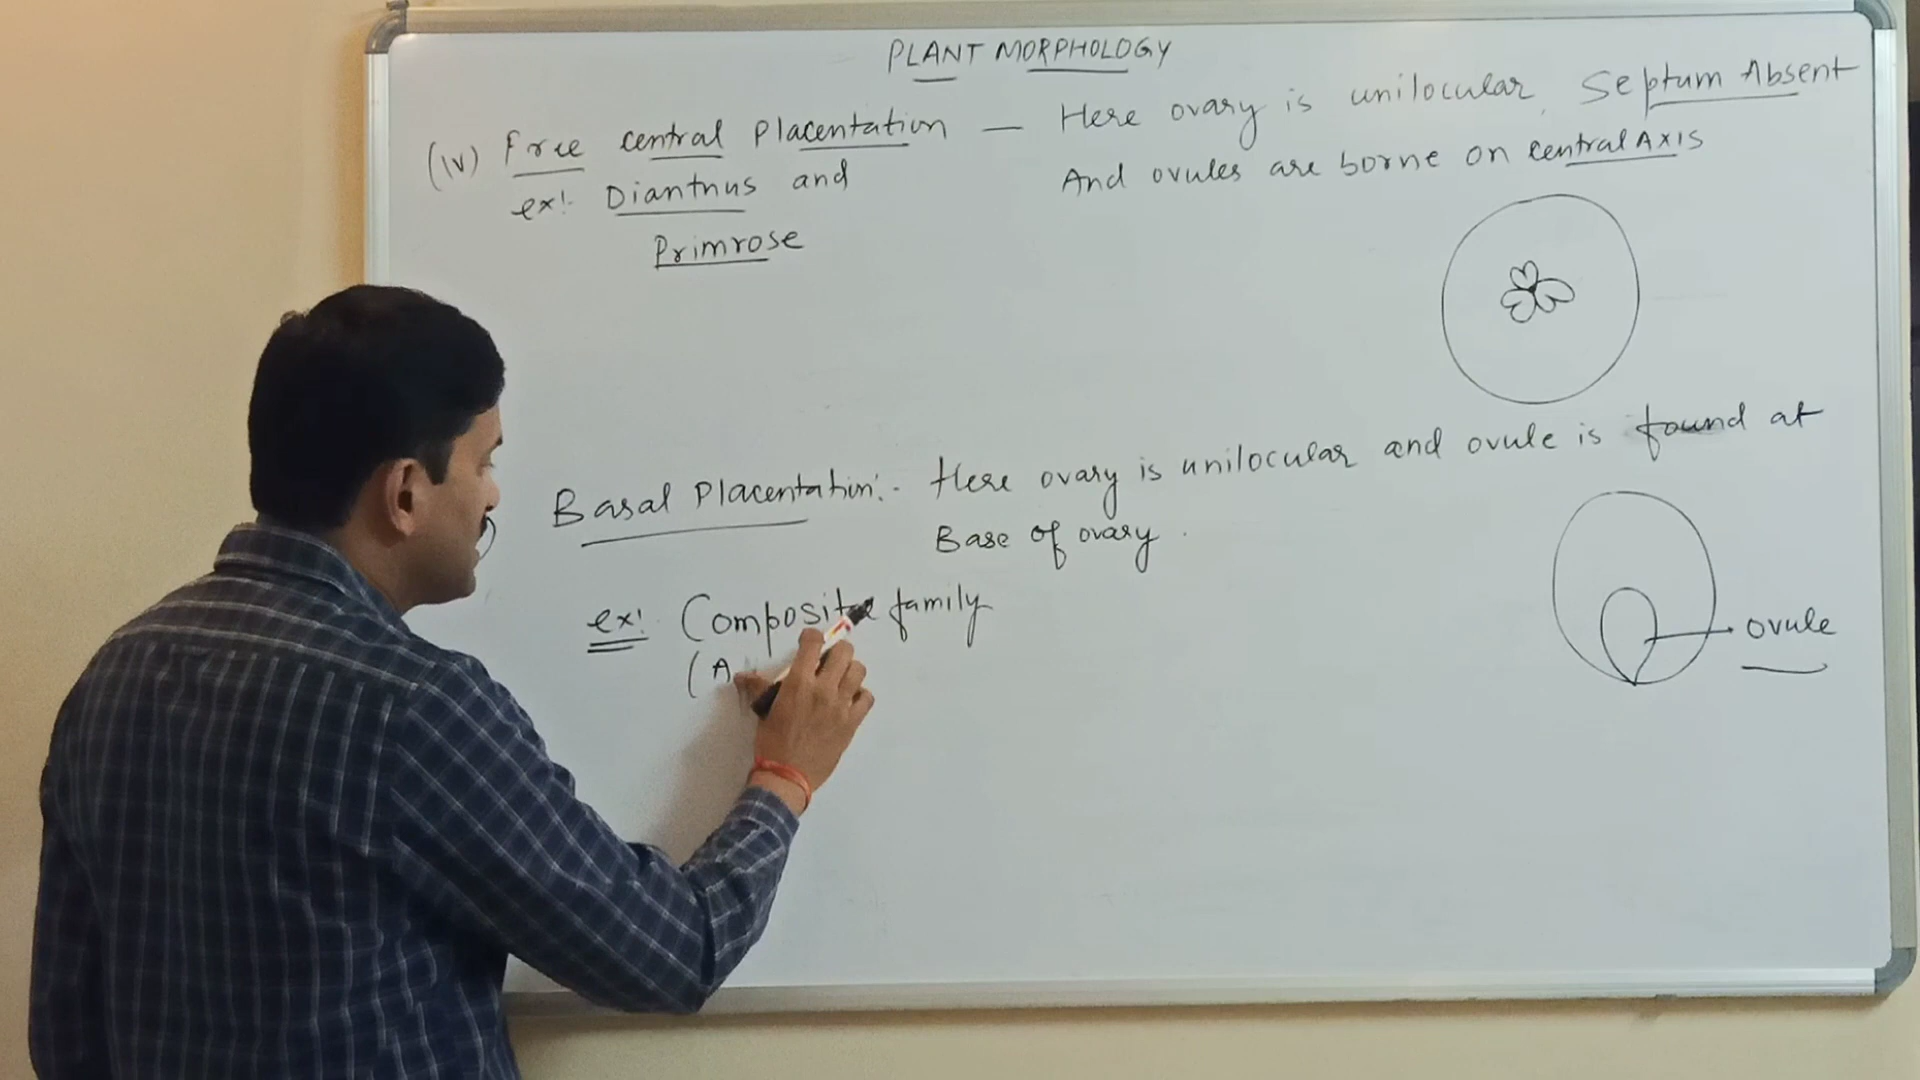 PLANT MORPHOLOGY
(IV) Free central Placentation — Here ovary is unilocular, Septum Absent
And ovules are borne on central Axis
ex:- Diantnus and
Primrose
Basal Placentation:- Here ovary is unilocular and ovule is found at
Base of ovary.
ex: Composite family
(A
ovule